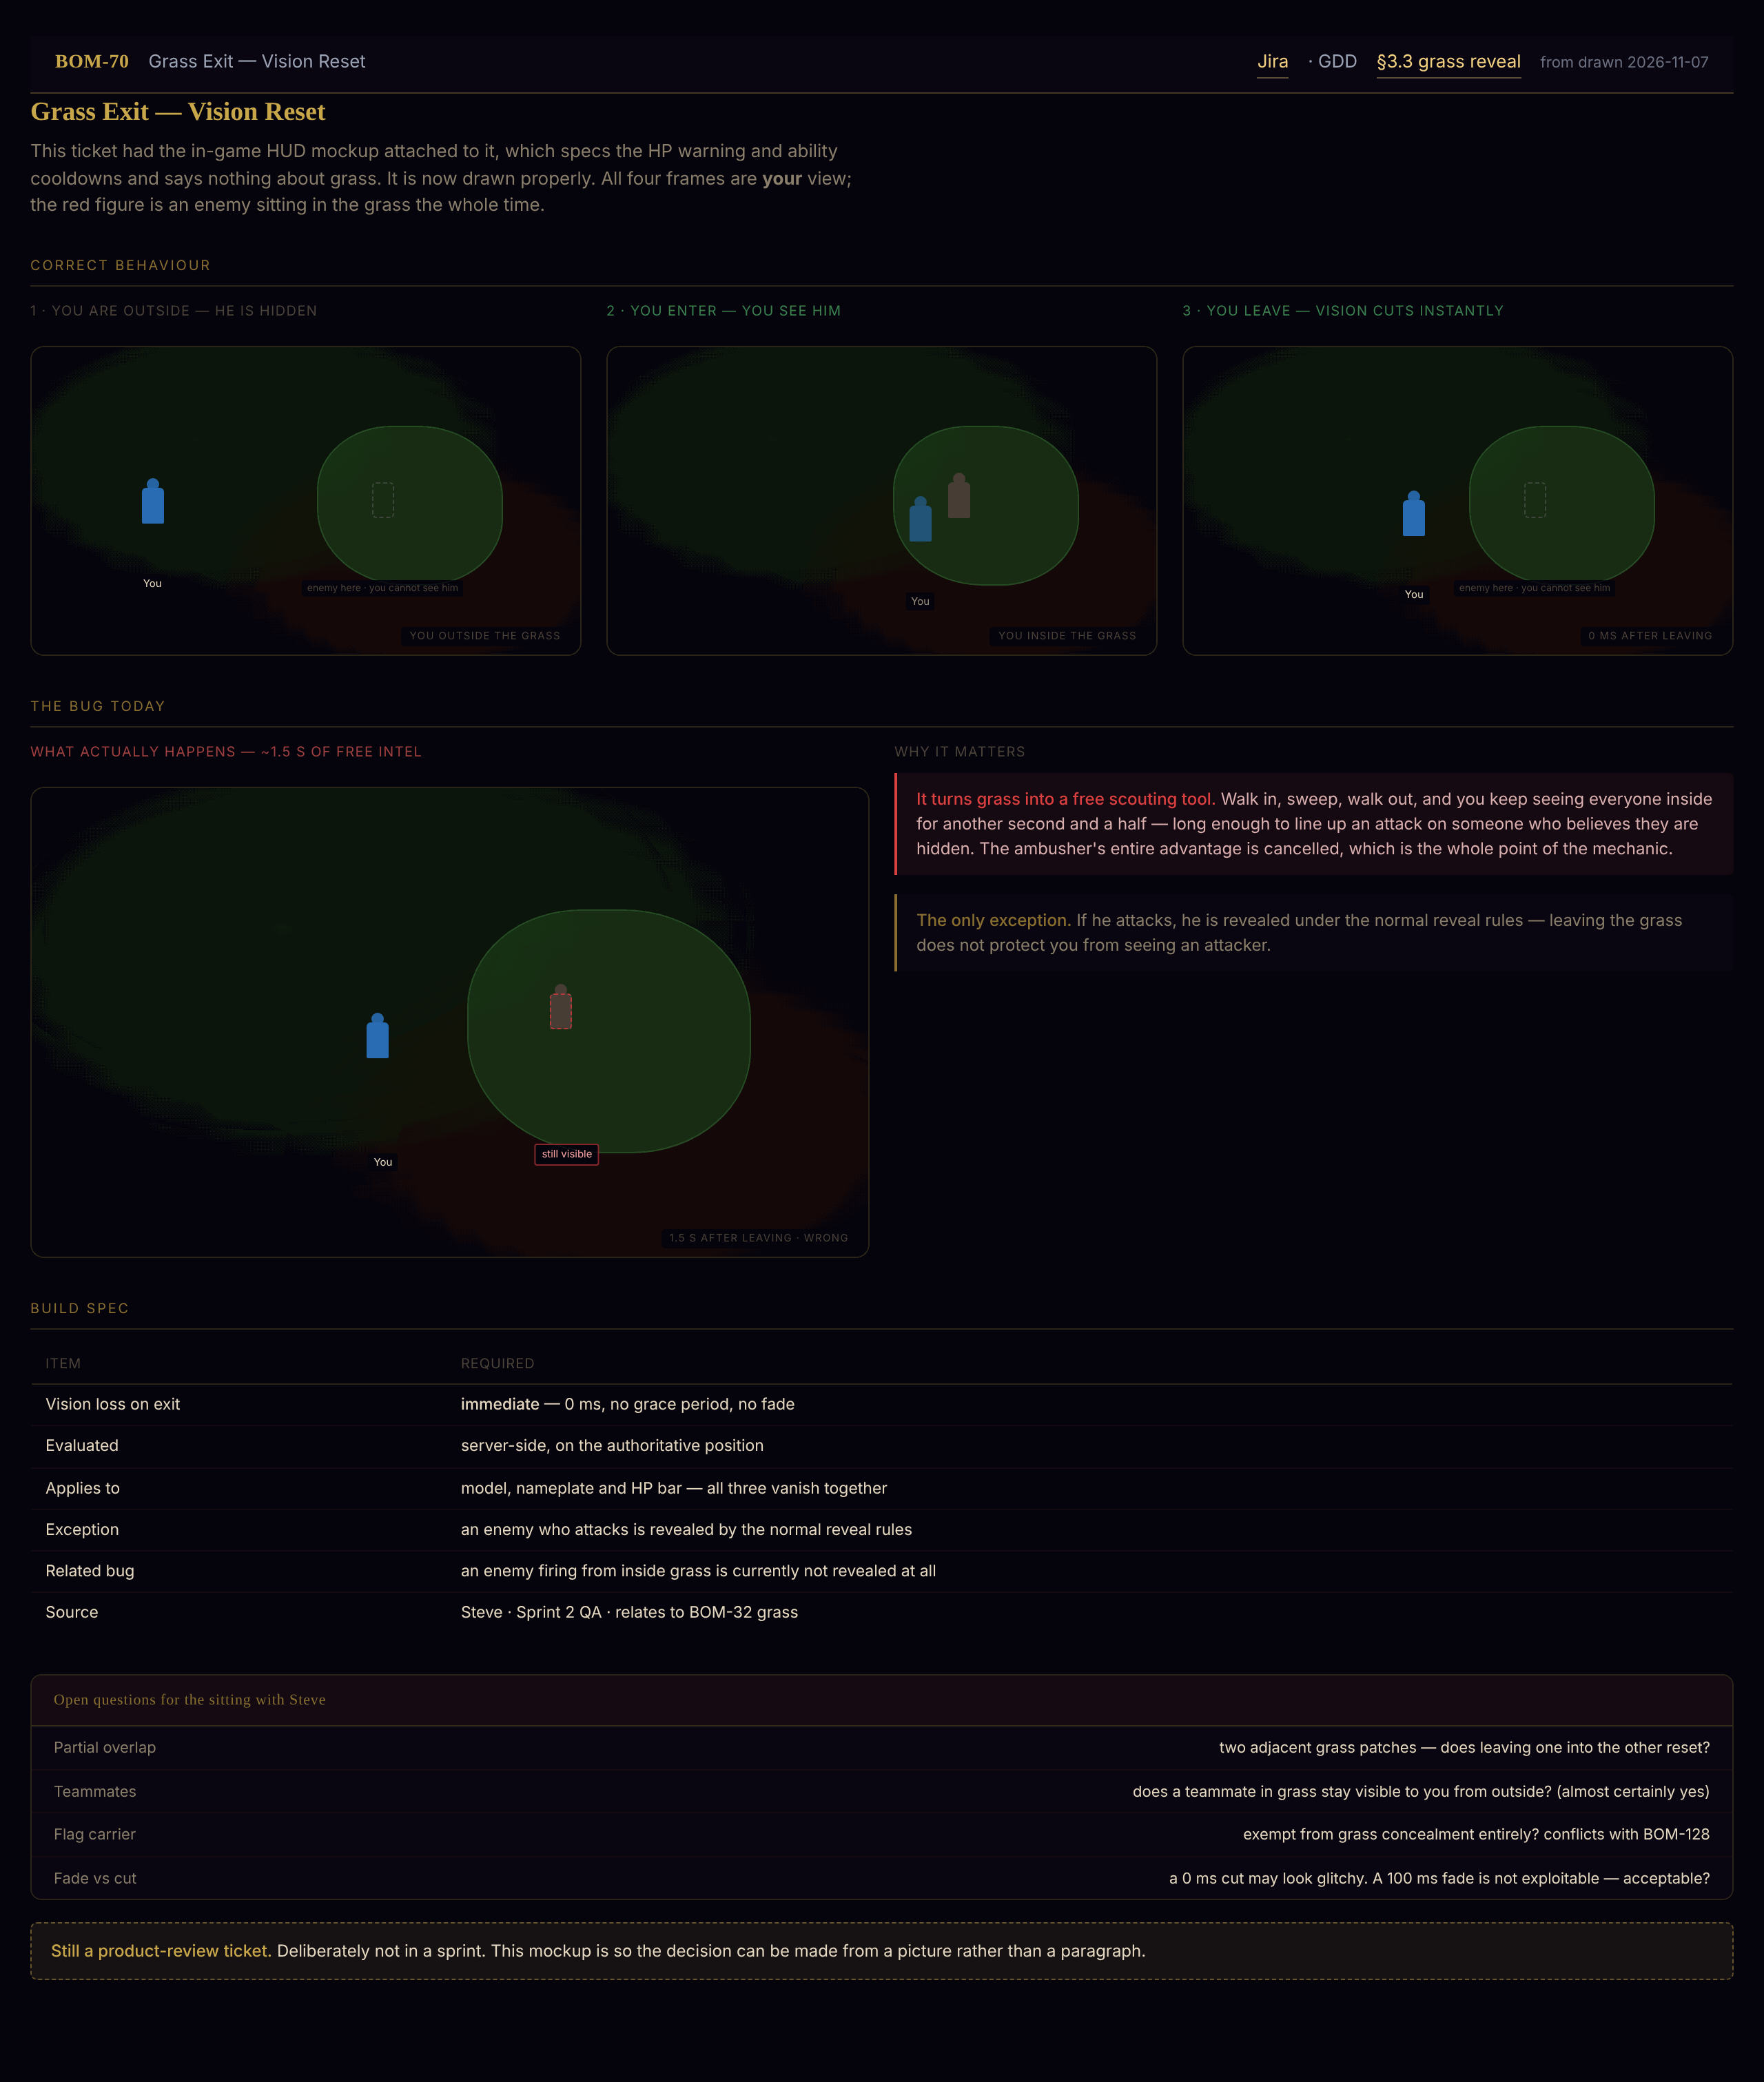 BOM-70 Grass Exit — Vision Reset Jira · GDD §3.3 grass reveal from drawn 2026-11-07
Grass Exit — Vision Reset
This ticket had the in-game HUD mockup attached to it, which specs the HP warning and ability
cooldowns and says nothing about grass. It is now drawn properly. All four frames are your view;
the red figure is an enemy sitting in the grass the whole time.
CORRECT BEHAVIOUR
1 · YOU ARE OUTSIDE — HE IS HIDDEN
You
enemy here · you cannot see him
YOU OUTSIDE THE GRASS
2 · YOU ENTER — YOU SEE HIM
You
YOU INSIDE THE GRASS
3 · YOU LEAVE — VISION CUTS INSTANTLY
You
enemy here · you cannot see him
0 MS AFTER LEAVING
THE BUG TODAY
WHAT ACTUALLY HAPPENS — ~1.5 S OF FREE INTEL
You
still visible
1.5 S AFTER LEAVING · WRONG
WHY IT MATTERS
It turns grass into a free scouting tool. Walk in, sweep, walk out, and you keep seeing everyone inside
for another second and a half — long enough to line up an attack on someone who believes they are
hidden. The ambusher's entire advantage is cancelled, which is the whole point of the mechanic.
The only exception. If he attacks, he is revealed under the normal reveal rules — leaving the grass
does not protect you from seeing an attacker.
BUILD SPEC
ITEM REQUIRED
Vision loss on exit immediate — 0 ms, no grace period, no fade
Evaluated server-side, on the authoritative position
Applies to model, nameplate and HP bar — all three vanish together
Exception an enemy who attacks is revealed by the normal reveal rules
Related bug an enemy firing from inside grass is currently not revealed at all
Source Steve · Sprint 2 QA · relates to BOM-32 grass
Open questions for the sitting with Steve
Partial overlap two adjacent grass patches — does leaving one into the other reset?
Teammates does a teammate in grass stay visible to you from outside? (almost certainly yes)
Flag carrier exempt from grass concealment entirely? conflicts with BOM-128
Fade vs cut a 0 ms cut may look glitchy. A 100 ms fade is not exploitable — acceptable?
Still a product-review ticket. Deliberately not in a sprint. This mockup is so the decision can be made from a picture rather than a paragraph.